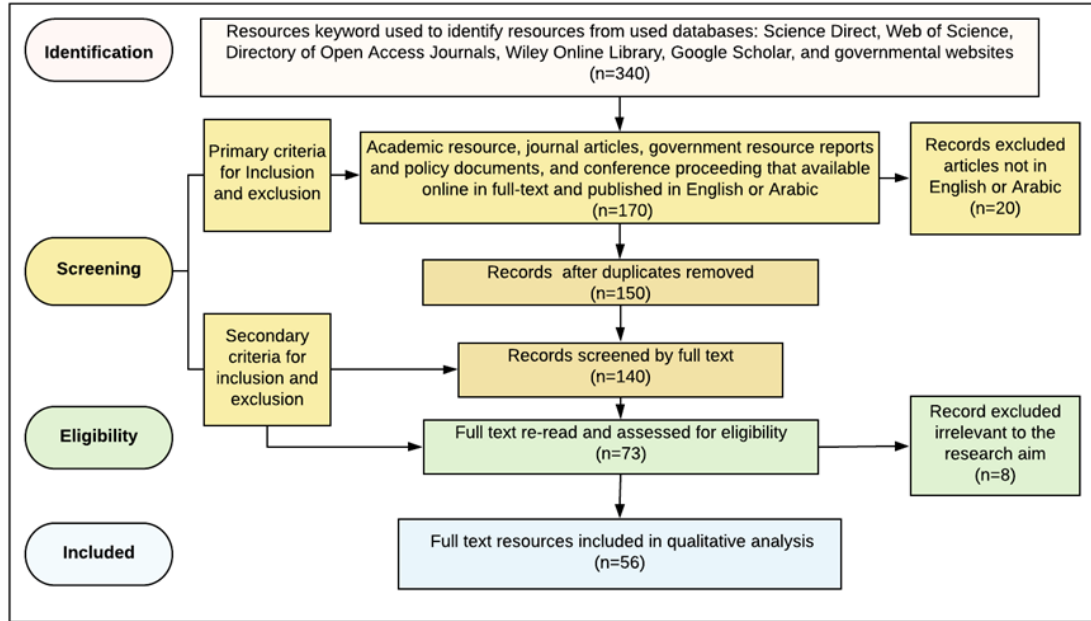 Identification
Resources keyword used to identify resources from used databases: Science Direct, Web of Science,
Directory of Open Access Journals, Wiley Online Library, Google Scholar, and governmental websites
(n=340)
Primary criteria
for Inclusion
and exclusion
Academic resource, journal articles, government resource reports
and policy documents, and conference proceeding that available
online in full-text and published in English or Arabic
(n=170)
Records excluded
articles not in
English or Arabic
(n=20)
Screening
Records after duplicates removed
(n=150)
Secondary
criteria for
inclusion and
exclusion
Records screened by full text
(n=140)
Eligibility
Full text re-read and assessed for eligibility
(n=73)
Record excluded
irrelevant to the
research aim
(n=8)
Included
Full text resources included in qualitative analysis
(n=56)